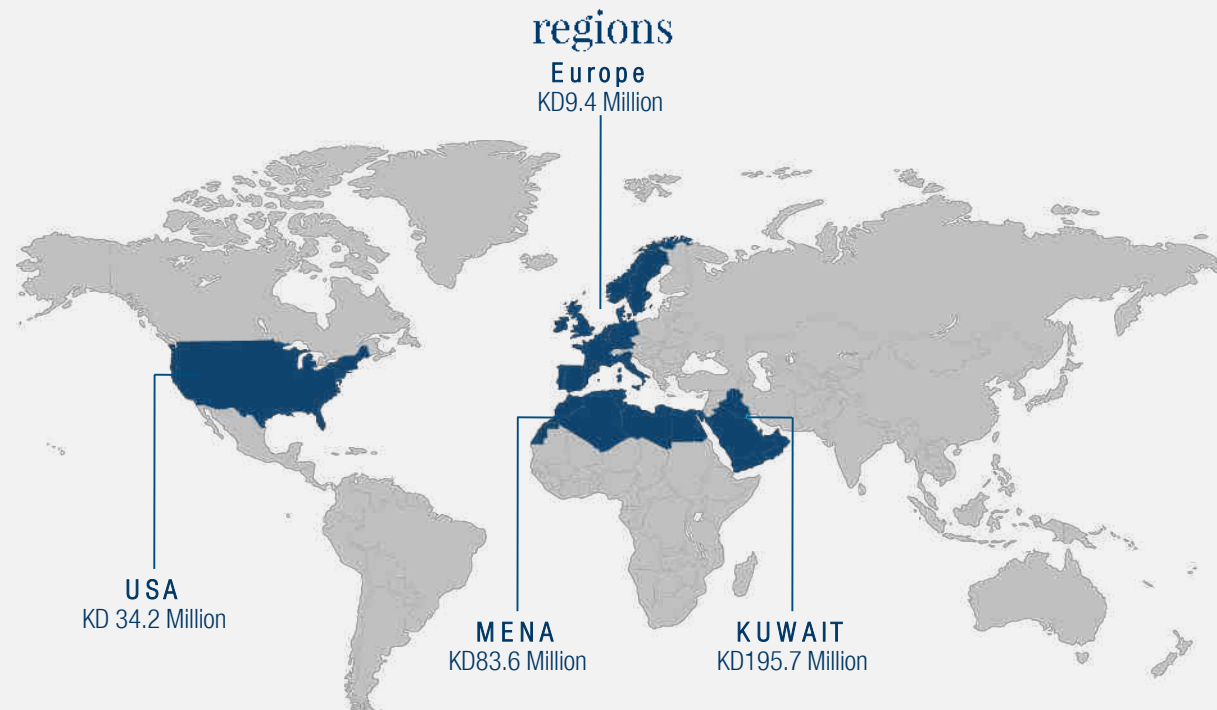 regions
Europe
KD9.4 Million
USA
KD 34.2 Million
MENA
KD83.6 Million
KUWAIT
KD195.7 Million